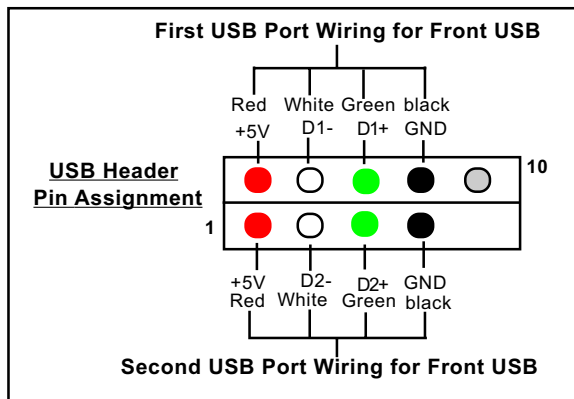 First USB Port Wiring for Front USB
Red White Green black
+5V D1- D1+ GND
USB Header
Pin Assignment
10
1
+5V D2- D2+ GND
Red White Green black
Second USB Port Wiring for Front USB